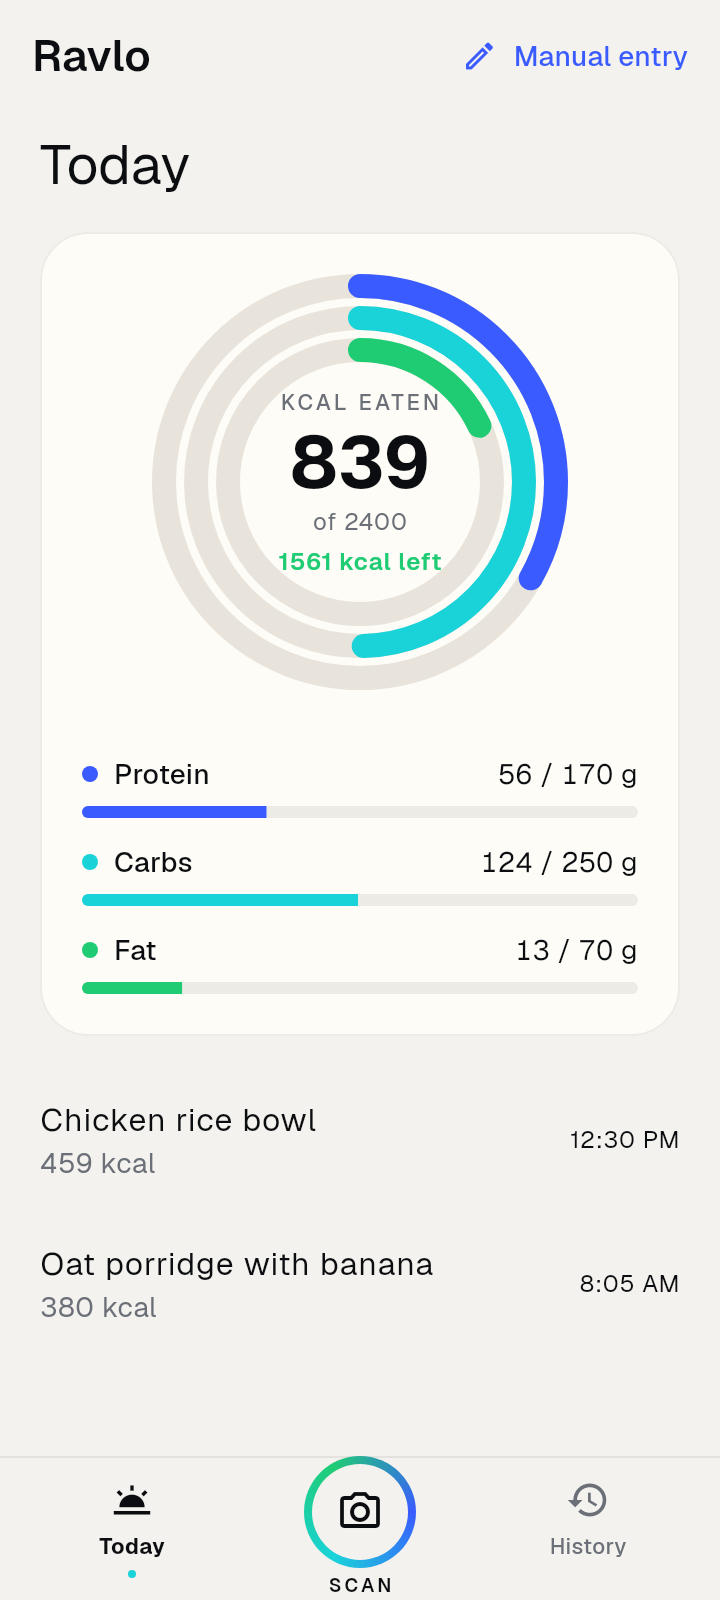 Ravlo
Manual entry
Today
KCAL EATEN
839
of 2400
1561 kcal left
Protein 56 / 170 g
Carbs 124 / 250 g
Fat 13 / 70 g
Chicken rice bowl
459 kcal
12:30 PM
Oat porridge with banana
380 kcal
8:05 AM
Today
SCAN
History